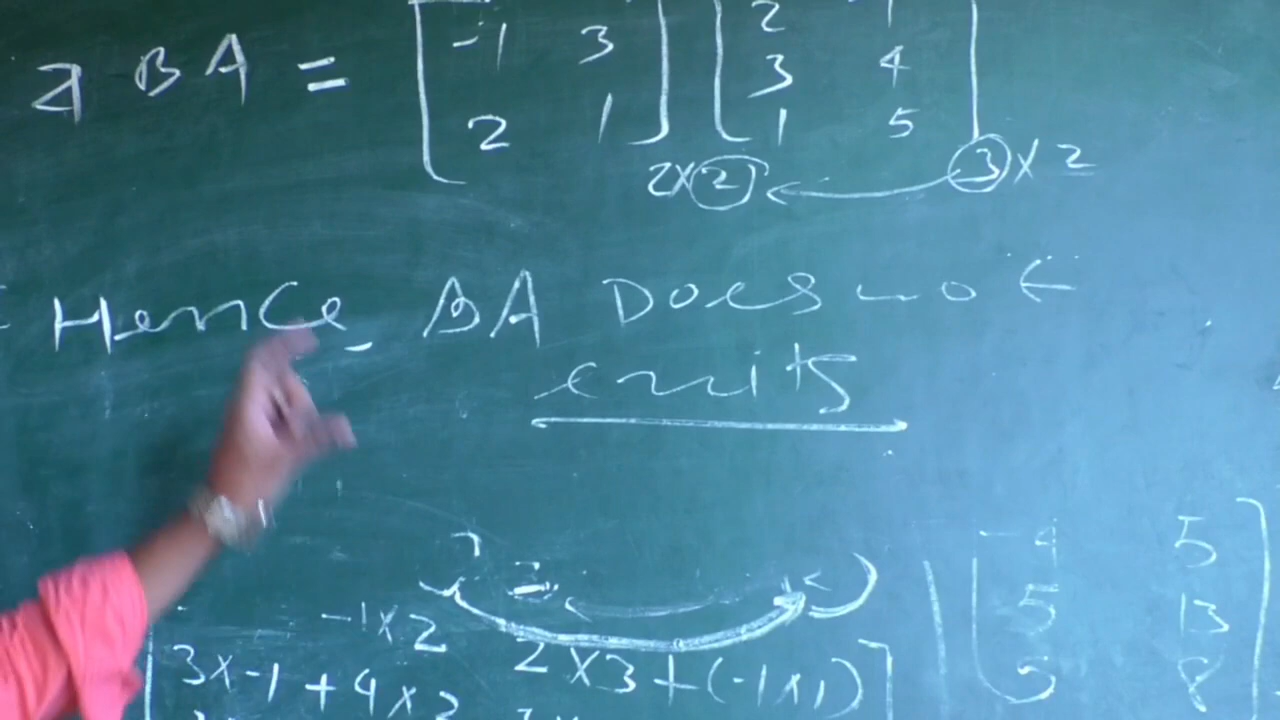 व BA = [ -1 3 ] [ 2 -1
3 4
2 1 1 5 ]
2×2 ← 3×2
Hence BA Does not
exits
-1×2
3×-1+4×2 2×3+(-1×1)
-4 5
5 13
5 8